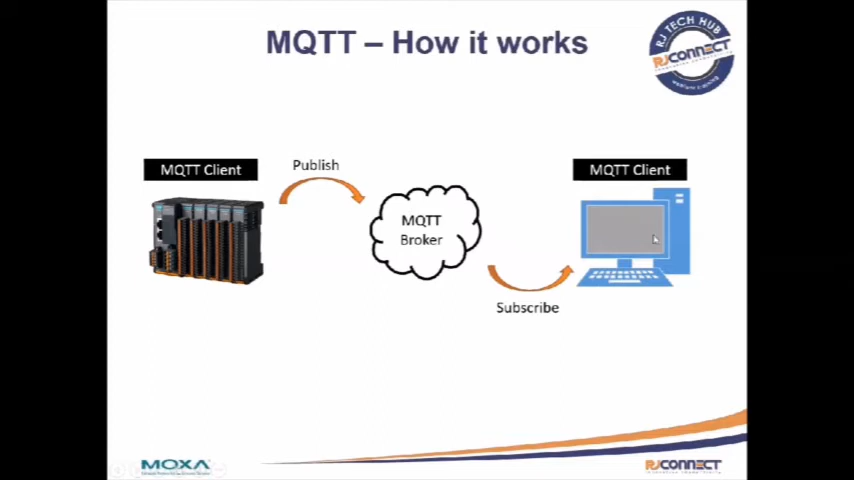 MQTT – How it works
RJ TECH HUB
RJCONNECT
MQTT Client
Publish
MQTT Client
MQTT
Broker
Subscribe
MOXA
RJCONNECT